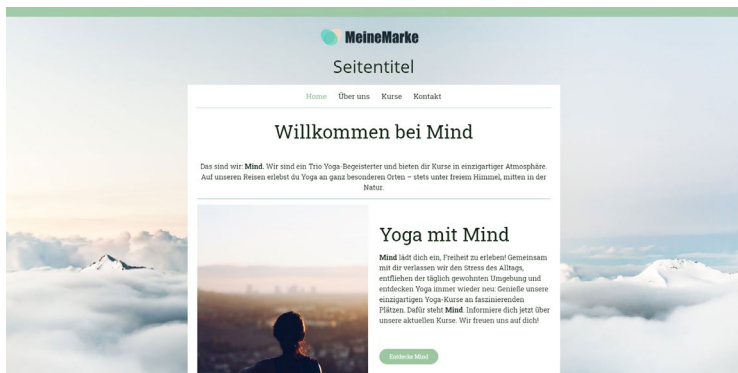 MeineMarke
Seitentitel
Home Über uns Kurse Kontakt
Willkommen bei Mind
Das sind wir: Mind. Wir sind ein Trio Yoga-Begeisterter und bieten dir Kurse in einzigartiger Atmosphäre.
Auf unseren Reisen erlebst du Yoga an ganz besonderen Orten – stets unter freiem Himmel, mitten in der
Natur.
Yoga mit Mind
Mind lädt dich ein, Freiheit zu erleben! Gemeinsam
mit dir verlassen wir den Stress des Alltags,
entfliehen der täglich gewohnten Umgebung und
entdecken Yoga immer wieder neu: Genieße unsere
einzigartigen Yoga-Kurse an faszinierenden
Plätzen. Dafür steht Mind. Informiere dich jetzt über
unsere aktuellen Kurse. Wir freuen uns auf dich!
Entdecke Mind